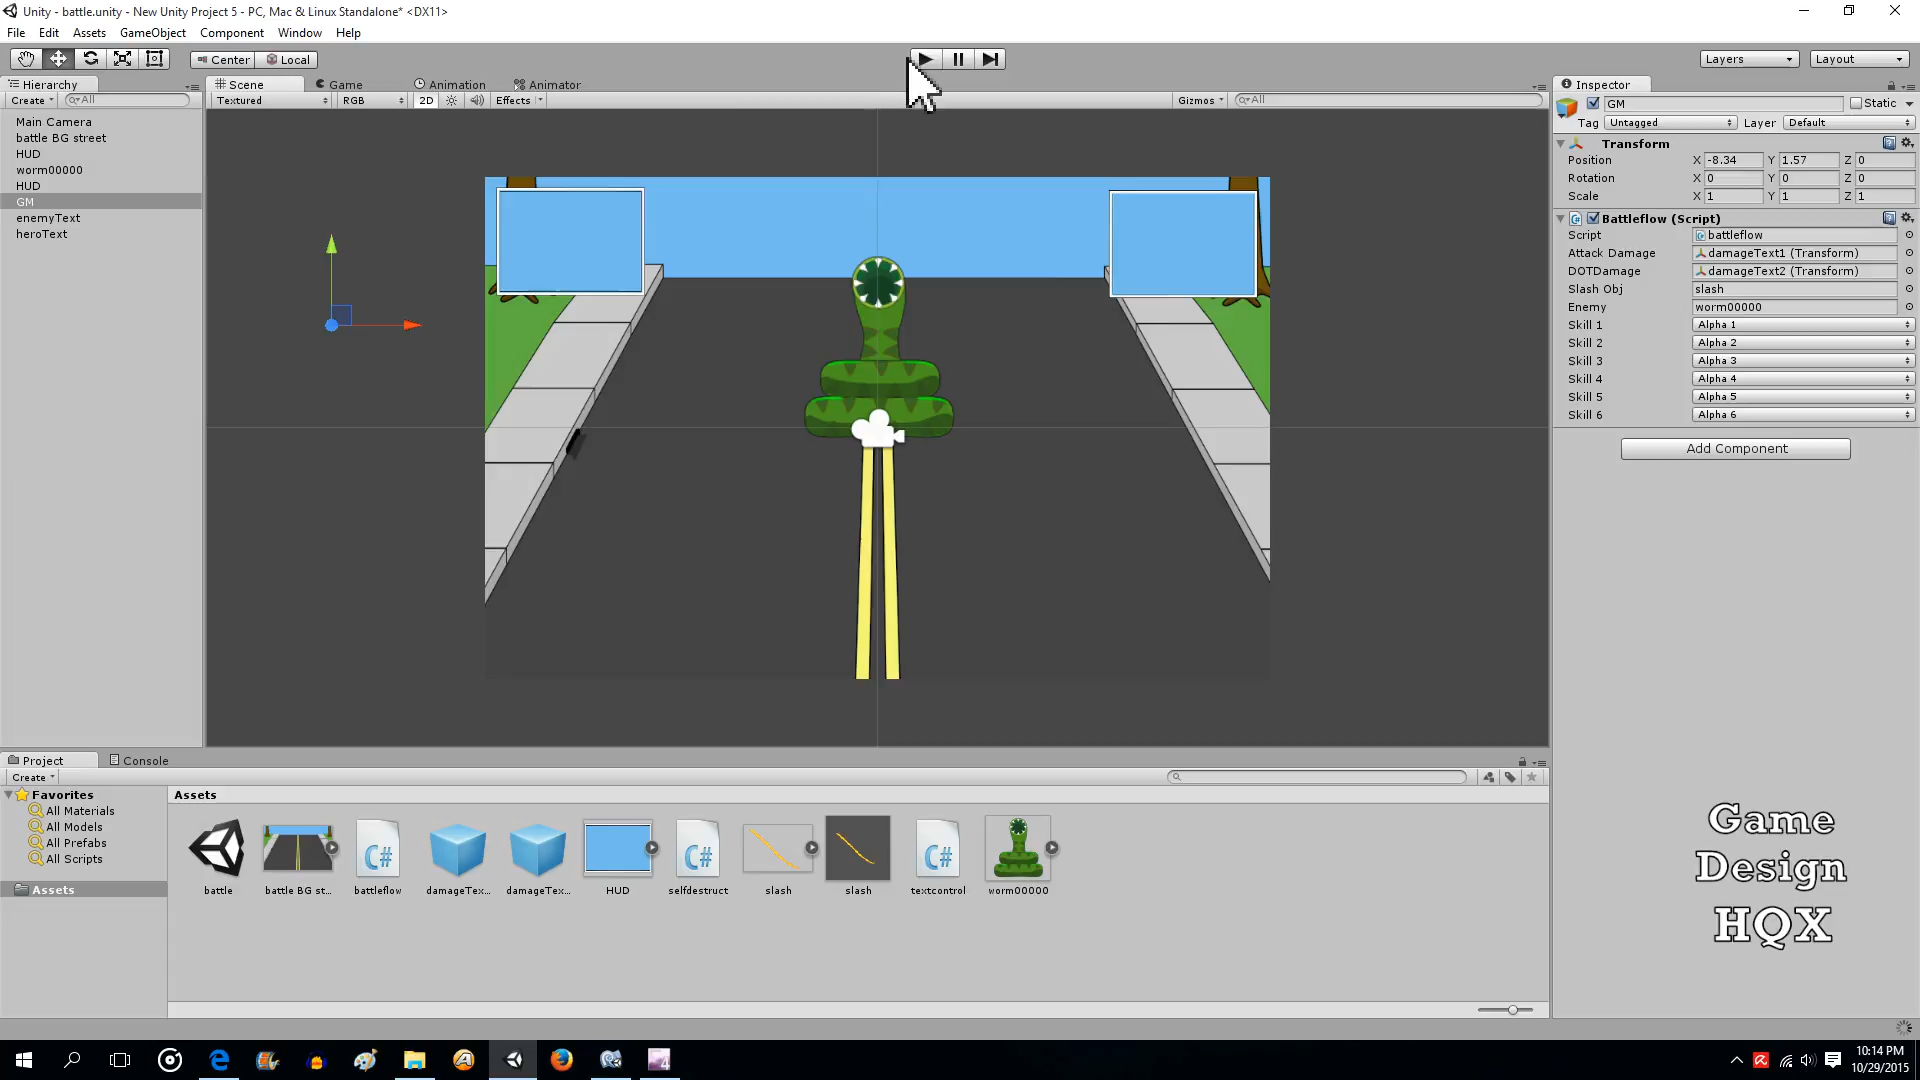 Unity - battle.unity - New Unity Project 5 - PC, Mac & Linux Standalone* <DX11>
File Edit Assets GameObject Component Window Help
Center Local Layers Layout
Hierarchy Scene Game Animation Animator Inspector
Create All Textured RGB 2D Effects Gizmos All
GM Static
Tag Untagged Layer Default
Main Camera
battle BG street
HUD
worm00000
HUD
GM
enemyText
heroText
Transform
Position X -8.34 Y 1.57 Z 0
Rotation X 0 Y 0 Z 0
Scale X 1 Y 1 Z 1
Battleflow (Script)
Script battleflow
Attack Damage damageText1 (Transform)
DOTDamage damageText2 (Transform)
Slash Obj slash
Enemy worm00000
Skill 1 Alpha 1
Skill 2 Alpha 2
Skill 3 Alpha 3
Skill 4 Alpha 4
Skill 5 Alpha 5
Skill 6 Alpha 6
Add Component
Project Console
Create
Favorites
All Materials
All Models
All Prefabs
All Scripts
Assets
Assets
C# C# C#
battle battle BG st... battleflow damageTex... damageTex... HUD selfdestruct slash slash textcontrol worm00000
Game
Design
HQX
10:14 PM
10/29/2015